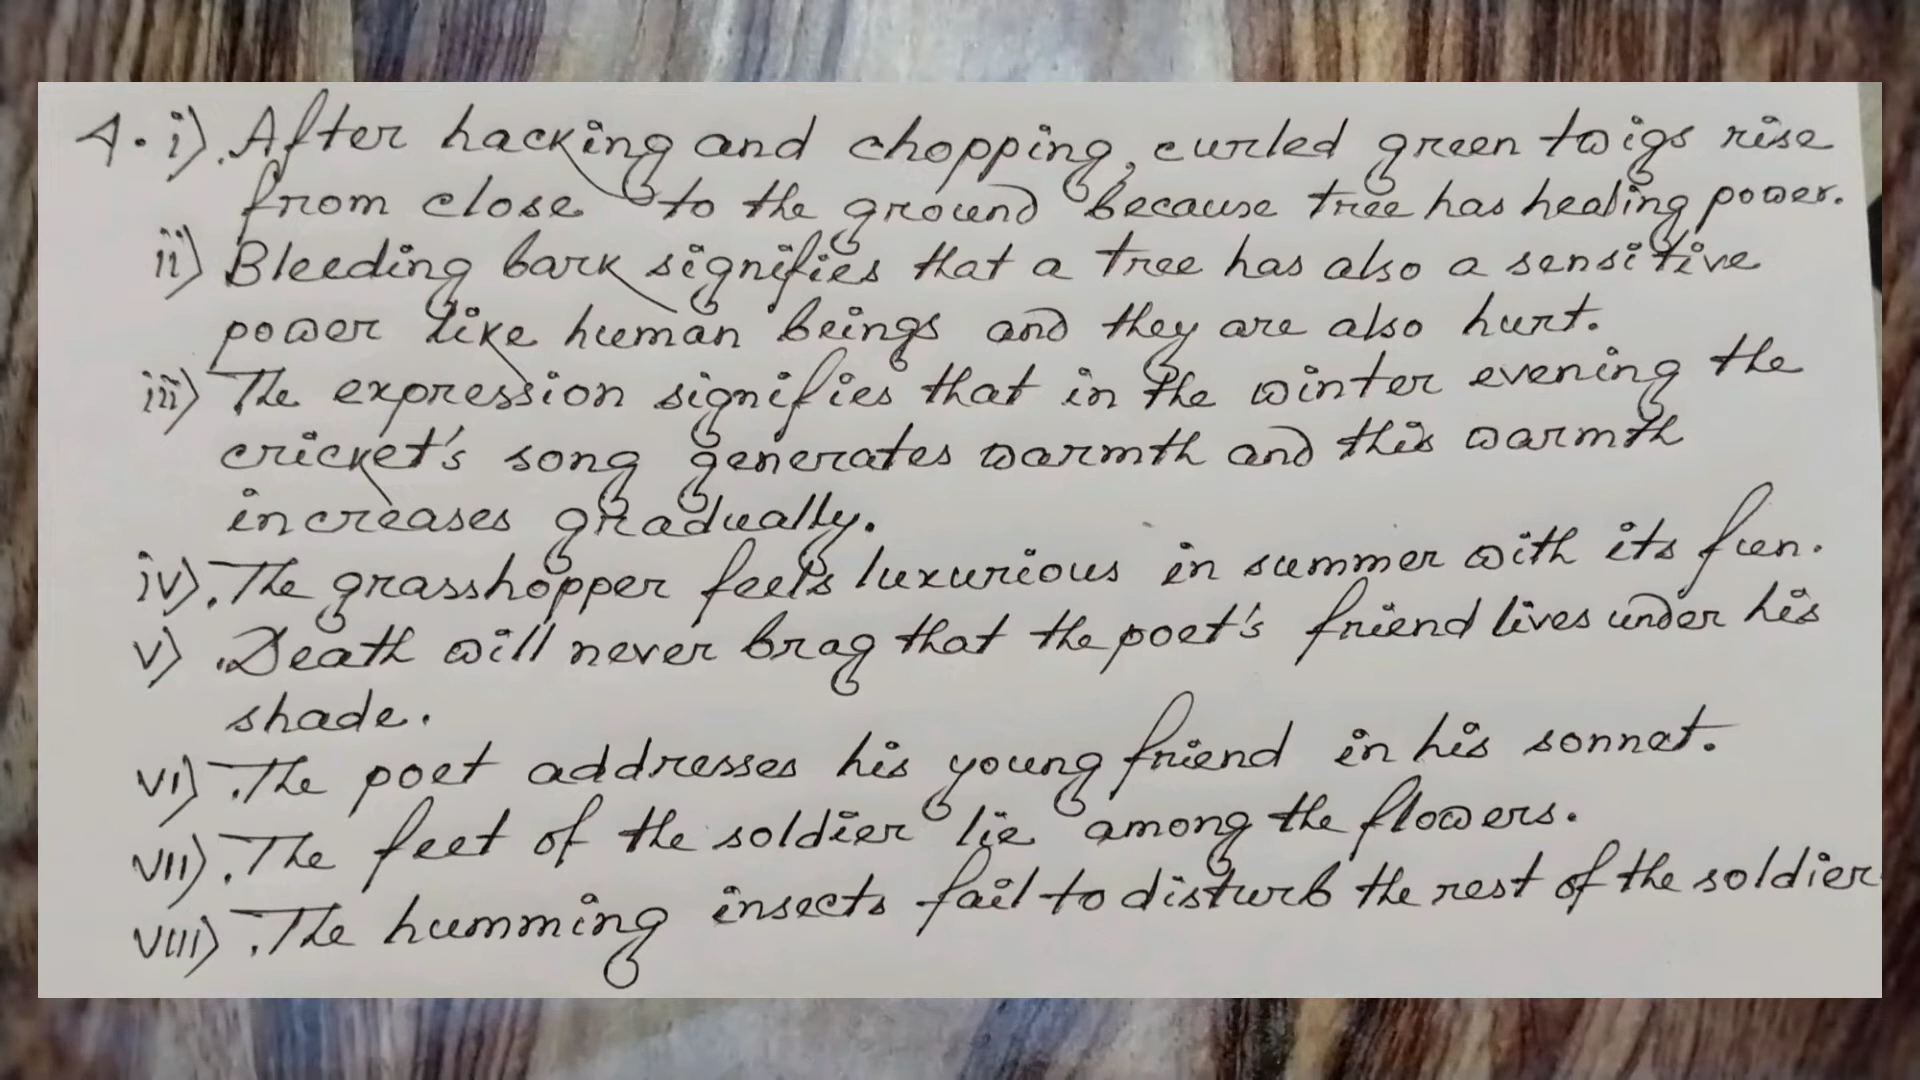 4. i). After hacking and chopping, curled green twigs rise
from close to the ground because tree has healing power.
ii) Bleeding bark signifies that a tree has also a sensitive
power like human beings and they are also hurt.
iii) The expression signifies that in the winter evening the
cricket's song generates warmth and this warmth
increases gradually.
iv). The grasshopper feels luxurious in summer with its fun.
v) .Death will never brag that the poet's friend lives under his
shade.
vi) .The poet addresses his young friend in his sonnet.
vii). The feet of the soldier lie among the flowers.
viii) .The humming insects fail to disturb the rest of the soldier